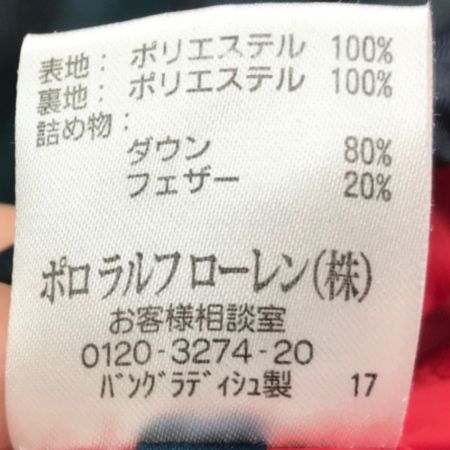 表地: ポリエステル 100%
裏地: ポリエステル 100%
詰め物:
ダウン 80%
フェザー 20%
ポロ ラルフ ローレン(株)
お客様相談室
0120-3274-20
バングラディシュ製 17